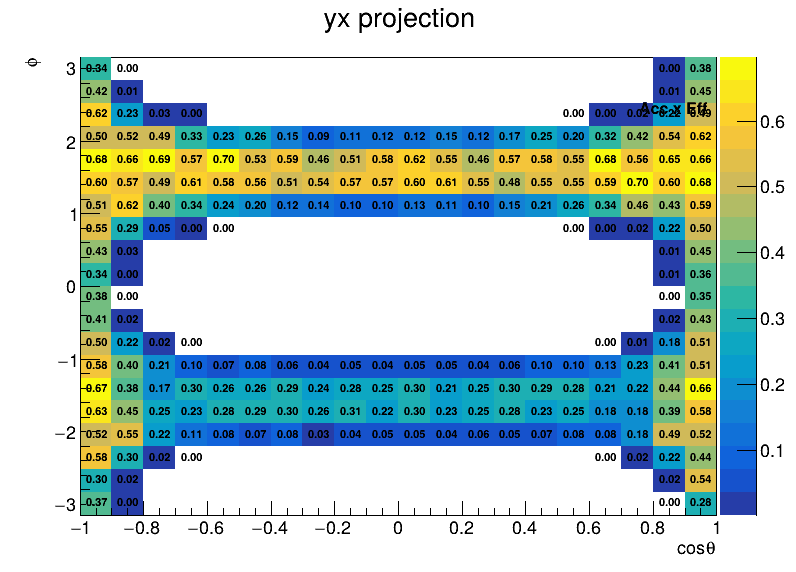 yx projection
φ
3 0.34 0.00 0.00 0.38
0.42 0.01 0.01 0.45
Acc x Eff
0.62 0.23 0.03 0.00 0.00 0.00 0.02
0.6
2 0.50 0.52 0.49 0.33 0.23 0.26 0.15 0.09 0.11 0.12 0.12 0.15 0.12 0.17 0.25 0.20 0.32 0.42 0.54 0.62
0.68 0.66 0.69 0.57 0.70 0.53 0.59 0.46 0.51 0.58 0.62 0.55 0.46 0.57 0.58 0.55 0.68 0.56 0.65 0.66
0.60 0.57 0.49 0.61 0.58 0.56 0.51 0.54 0.57 0.57 0.60 0.61 0.55 0.48 0.55 0.55 0.59 0.70 0.60 0.68
0.5
1 0.51 0.62 0.40 0.34 0.24 0.20 0.12 0.14 0.10 0.10 0.13 0.11 0.10 0.15 0.21 0.26 0.34 0.46 0.43 0.59
0.55 0.29 0.05 0.00 0.00 0.00 0.00 0.02 0.22 0.50
0.43 0.03 0.01 0.45
0.4
0.34 0.00 0.01 0.36
0 0.38 0.00 0.00 0.35
0.41 0.02 0.02 0.43
0.3
0.50 0.22 0.02 0.00 0.00 0.01 0.18 0.51
−1 0.58 0.40 0.21 0.10 0.07 0.08 0.06 0.04 0.05 0.04 0.05 0.05 0.04 0.06 0.10 0.10 0.13 0.23 0.41 0.51
0.67 0.38 0.17 0.30 0.26 0.26 0.29 0.24 0.28 0.25 0.30 0.21 0.25 0.30 0.29 0.28 0.21 0.22 0.44 0.66
0.2
0.63 0.45 0.25 0.23 0.28 0.29 0.30 0.26 0.31 0.22 0.30 0.23 0.25 0.28 0.23 0.25 0.18 0.18 0.39 0.58
−2 0.52 0.55 0.22 0.11 0.08 0.07 0.08 0.03 0.04 0.05 0.05 0.04 0.06 0.05 0.07 0.08 0.08 0.18 0.49 0.52
0.1
0.58 0.30 0.02 0.00 0.00 0.02 0.22 0.44
0.30 0.02 0.02 0.54
−3 0.37 0.00 0.00 0.28
−1 −0.8 −0.6 −0.4 −0.2 0 0.2 0.4 0.6 0.8 1
cosθ